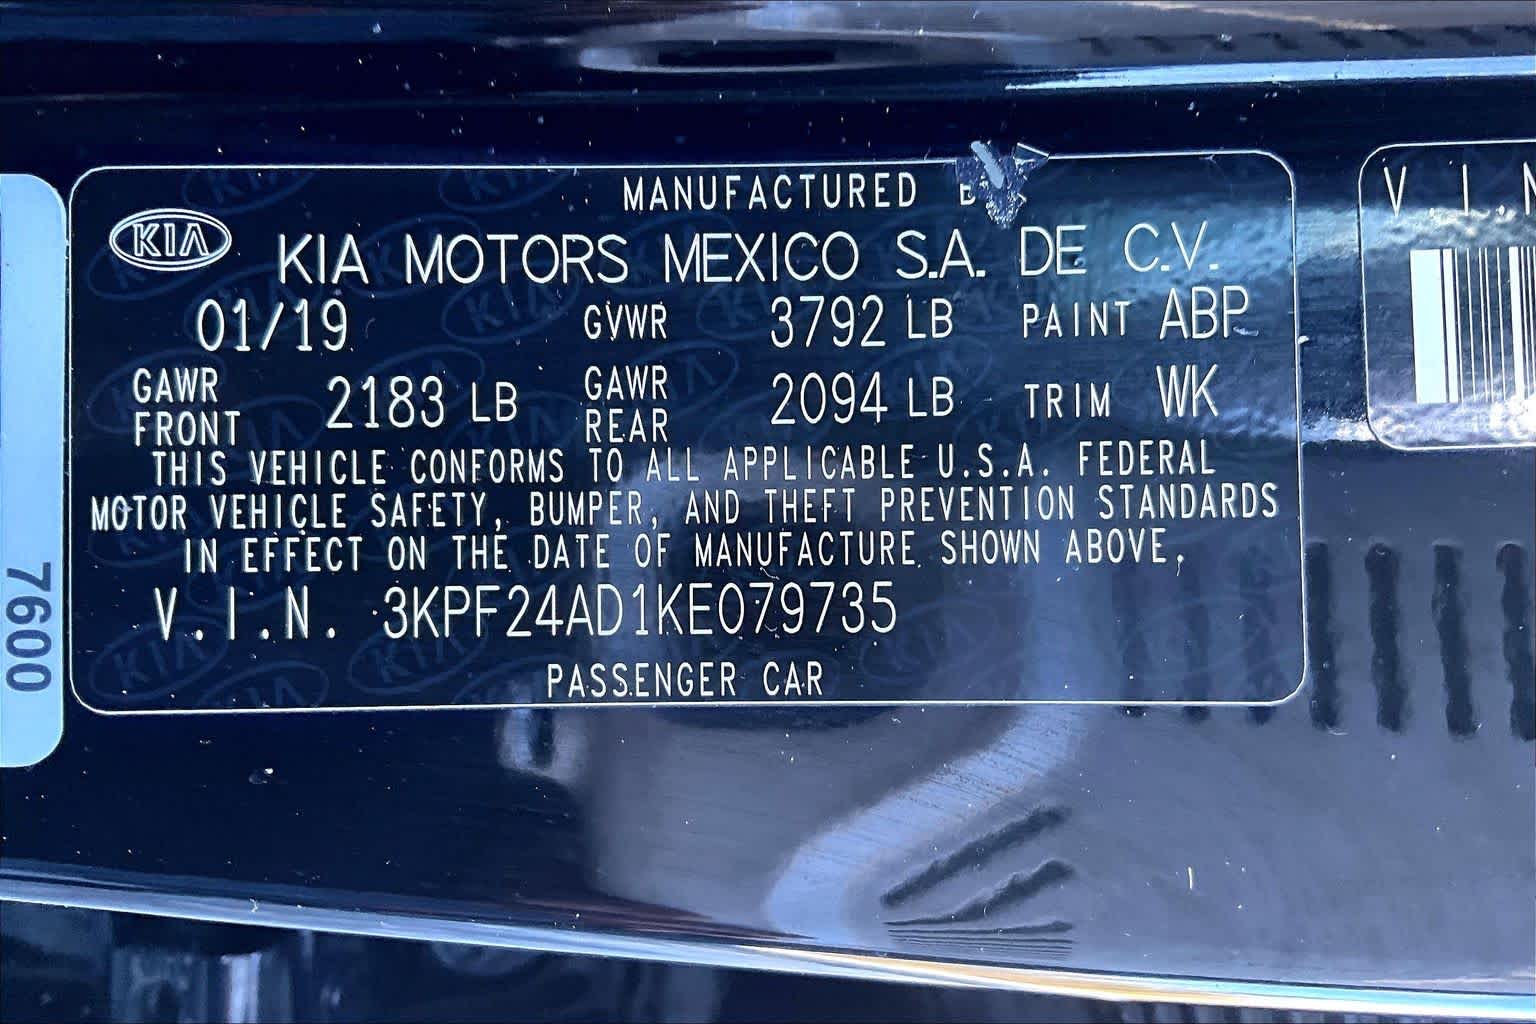 MANUFACTURED
KIA KIA MOTORS MEXICO S.A. DE C.V.
01/19 GVWR 3792 LB PAINT ABP
GAWR FRONT 2183 LB GAWR REAR 2094 LB TRIM WK
THIS VEHICLE CONFORMS TO ALL APPLICABLE U.S.A. FEDERAL
MOTOR VEHICLE SAFETY, BUMPER, AND THEFT PREVENTION STANDARDS
IN EFFECT ON THE DATE OF MANUFACTURE SHOWN ABOVE.
V.I.N. 3KPF24AD1KE079735
PASSENGER CAR
7600
V.I.N